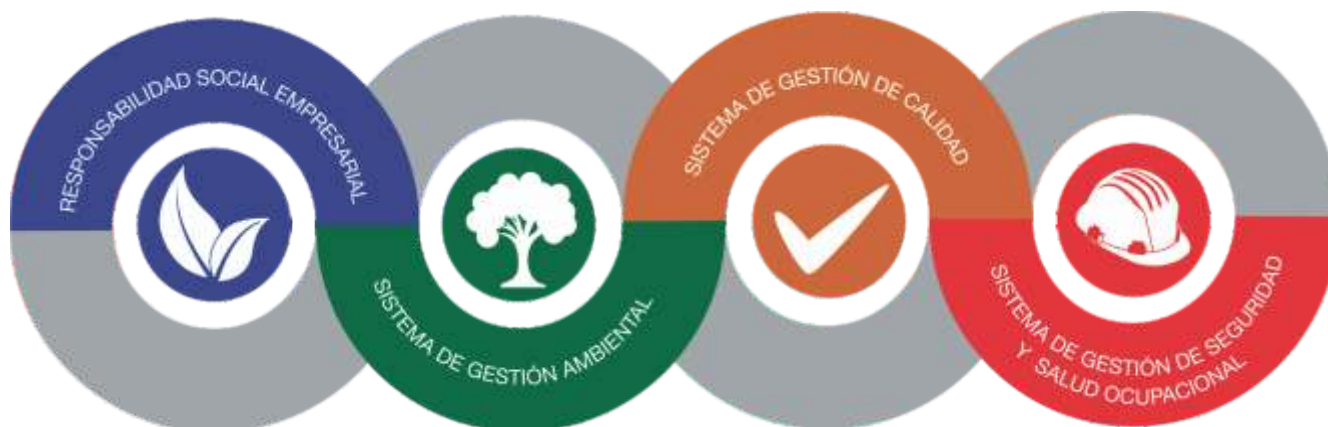 RESPONSABILIDAD SOCIAL EMPRESARIAL
SISTEMA DE GESTIÓN AMBIENTAL
SISTEMA DE GESTIÓN DE CALIDAD
SISTEMA DE GESTIÓN DE SEGURIDAD
Y SALUD OCUPACIONAL